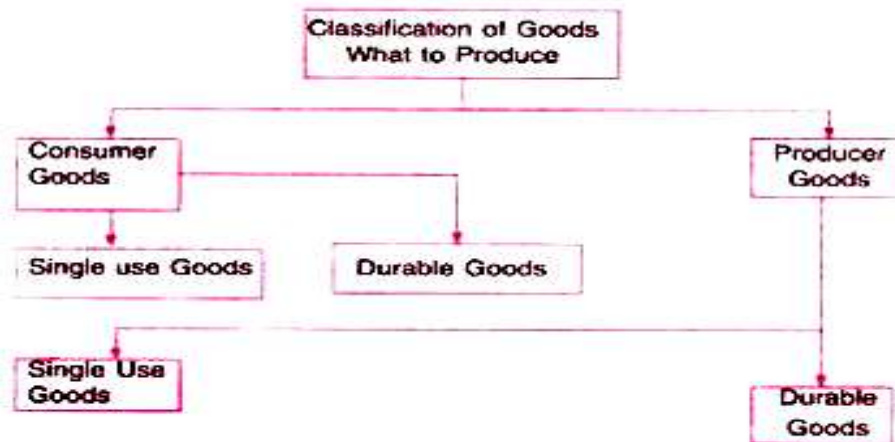 Classification of Goods
What to Produce
Consumer
Goods
Producer
Goods
Single use Goods
Durable Goods
Single Use
Goods
Durable
Goods